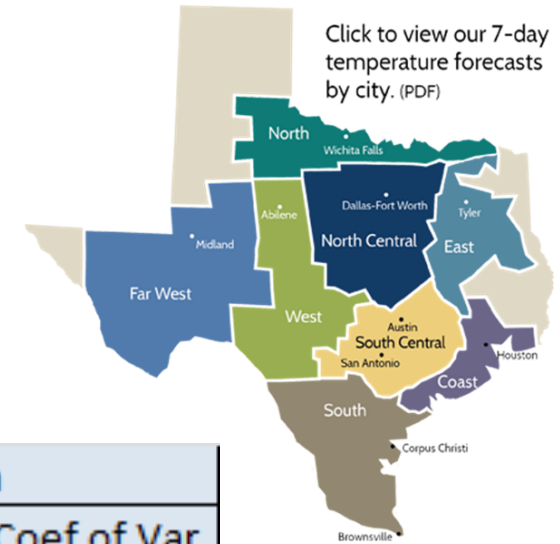 Click to view our 7-day
temperature forecasts
by city. (PDF)
North
Wichita Falls
Abilene
Dallas-Fort Worth
Tyler
North Central
East
Midland
Far West
West
Austin
South Central
San Antonio
Houston
Coast
South
Corpus Christi
Brownsville
Coef of Var